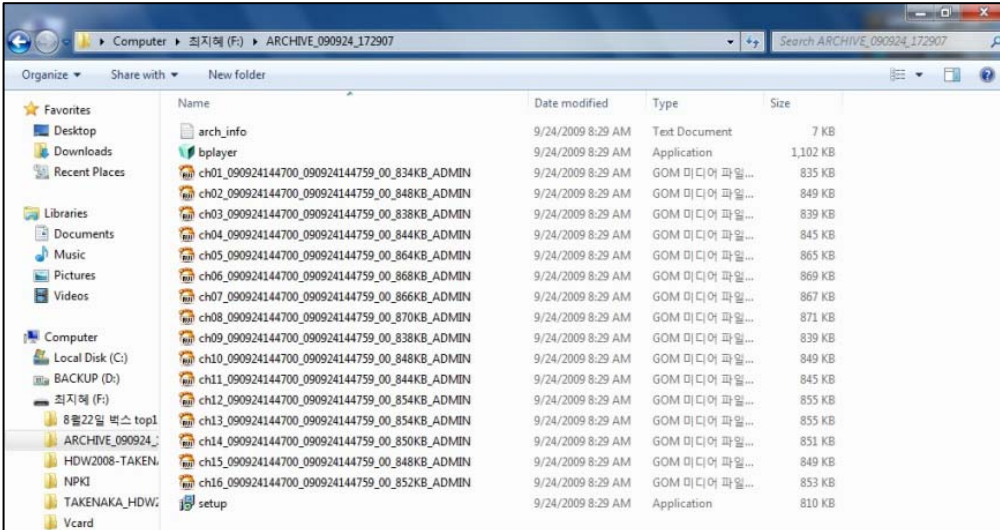 Computer ▸ 최지혜 (F:) ▸ ARCHIVE_090924_172907
Search ARCHIVE_090924_172907
Organize Share with New folder
Favorites
Desktop
Downloads
Recent Places
Libraries
Documents
Music
Pictures
Videos
Computer
Local Disk (C:)
BACKUP (D:)
최지혜 (F:)
8월22일 벅스 top1
ARCHIVE_090924_
HDW2008-TAKEN
NPKI
TAKENAKA_HDW
Vcard
Name Date modified Type Size
arch_info 9/24/2009 8:29 AM Text Document 7 KB
bplayer 9/24/2009 8:29 AM Application 1,102 KB
ch01_090924144700_090924144759_00_834KB_ADMIN 9/24/2009 8:29 AM GOM 미디어 파일... 835 KB
ch02_090924144700_090924144759_00_848KB_ADMIN 9/24/2009 8:29 AM GOM 미디어 파일... 849 KB
ch03_090924144700_090924144759_00_838KB_ADMIN 9/24/2009 8:29 AM GOM 미디어 파일... 839 KB
ch04_090924144700_090924144759_00_844KB_ADMIN 9/24/2009 8:29 AM GOM 미디어 파일... 845 KB
ch05_090924144700_090924144759_00_864KB_ADMIN 9/24/2009 8:29 AM GOM 미디어 파일... 865 KB
ch06_090924144700_090924144759_00_868KB_ADMIN 9/24/2009 8:29 AM GOM 미디어 파일... 869 KB
ch07_090924144700_090924144759_00_866KB_ADMIN 9/24/2009 8:29 AM GOM 미디어 파일... 867 KB
ch08_090924144700_090924144759_00_870KB_ADMIN 9/24/2009 8:29 AM GOM 미디어 파일... 871 KB
ch09_090924144700_090924144759_00_838KB_ADMIN 9/24/2009 8:29 AM GOM 미디어 파일... 839 KB
ch10_090924144700_090924144759_00_848KB_ADMIN 9/24/2009 8:29 AM GOM 미디어 파일... 849 KB
ch11_090924144700_090924144759_00_844KB_ADMIN 9/24/2009 8:29 AM GOM 미디어 파일... 845 KB
ch12_090924144700_090924144759_00_854KB_ADMIN 9/24/2009 8:29 AM GOM 미디어 파일... 855 KB
ch13_090924144700_090924144759_00_854KB_ADMIN 9/24/2009 8:29 AM GOM 미디어 파일... 855 KB
ch14_090924144700_090924144759_00_850KB_ADMIN 9/24/2009 8:29 AM GOM 미디어 파일... 851 KB
ch15_090924144700_090924144759_00_848KB_ADMIN 9/24/2009 8:29 AM GOM 미디어 파일... 849 KB
ch16_090924144700_090924144759_00_852KB_ADMIN 9/24/2009 8:29 AM GOM 미디어 파일... 853 KB
setup 9/24/2009 8:29 AM Application 810 KB